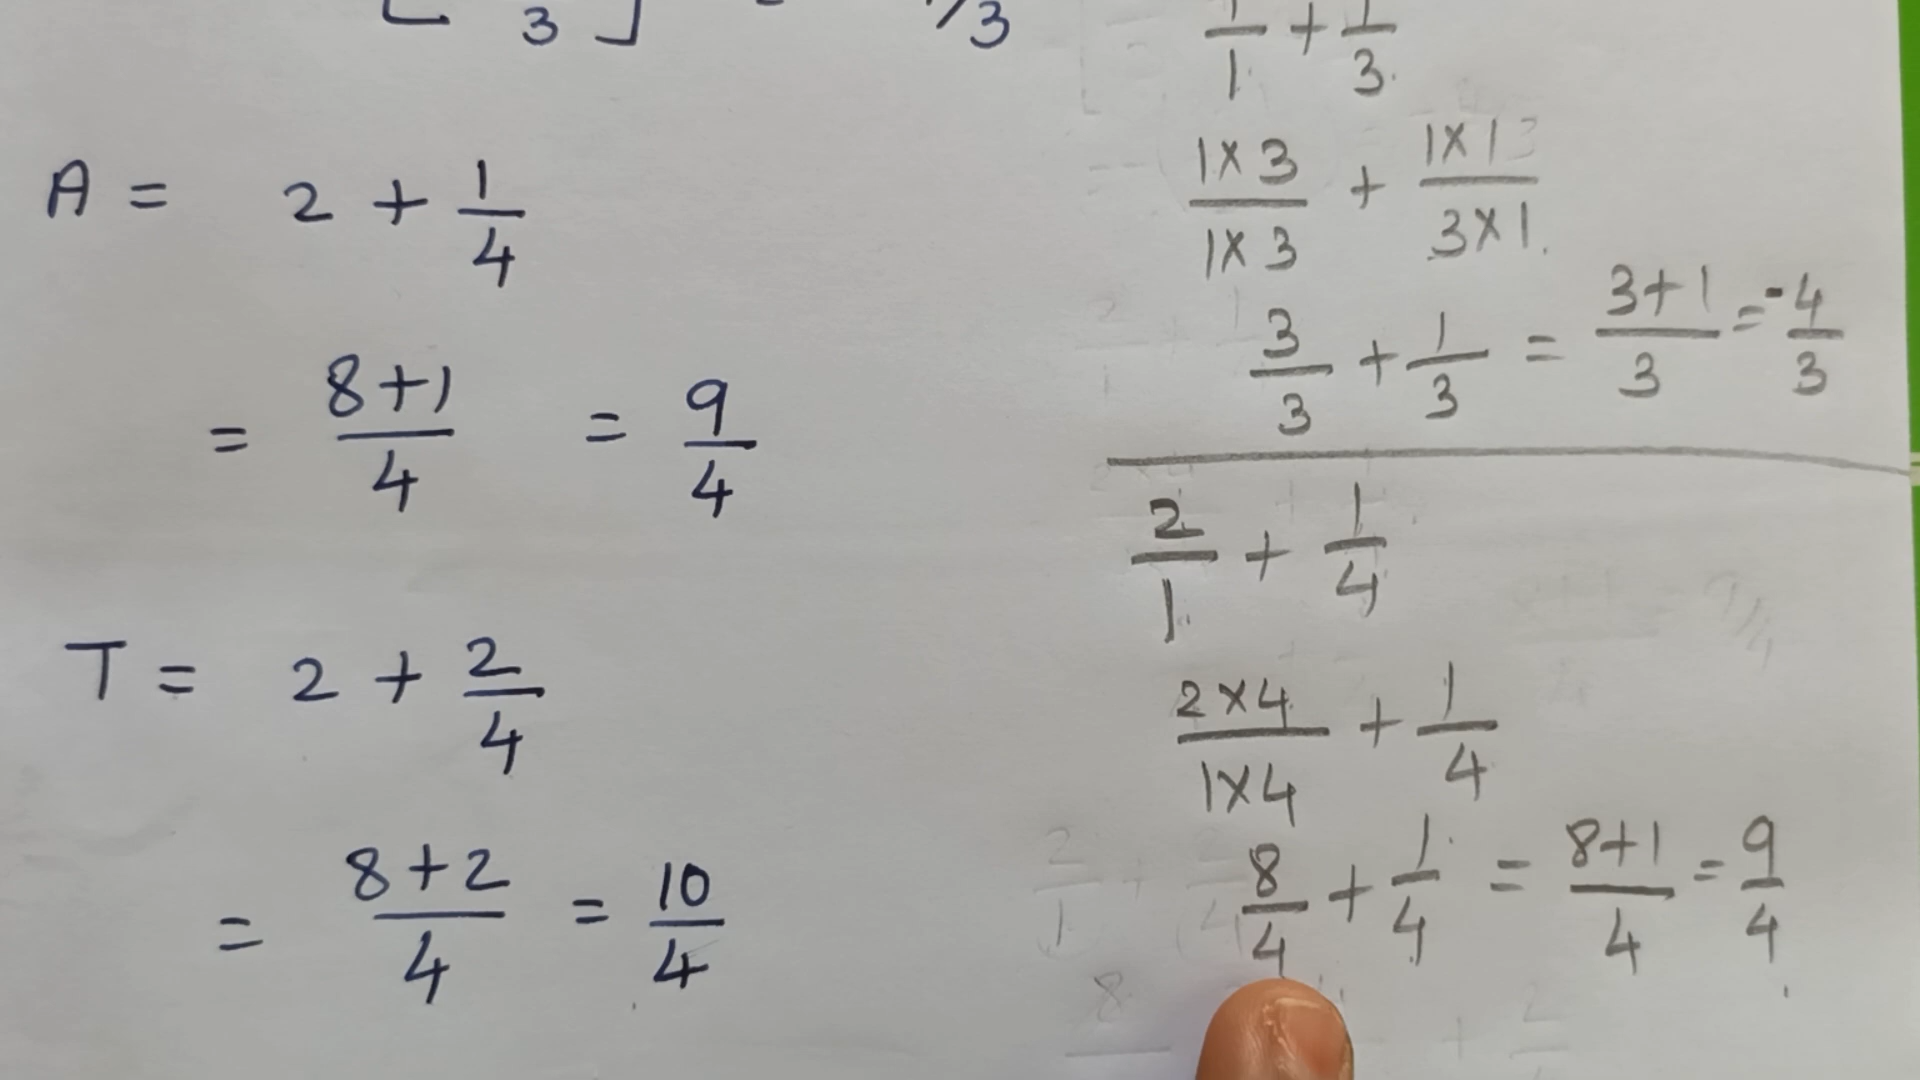 [ 3 ] /3
A = 2 + 1/4
= 8+1/4 = 9/4
T = 2 + 2/4
= 8+2/4 = 10/4
1/1 + 1/3
1×3/1×3 + 1×1/3×1
3/3 + 1/3 = 3+1/3 = 4/3
2/1 + 1/4
2×4/1×4 + 1/4
8/4 + 1/4 = 8+1/4 = 9/4